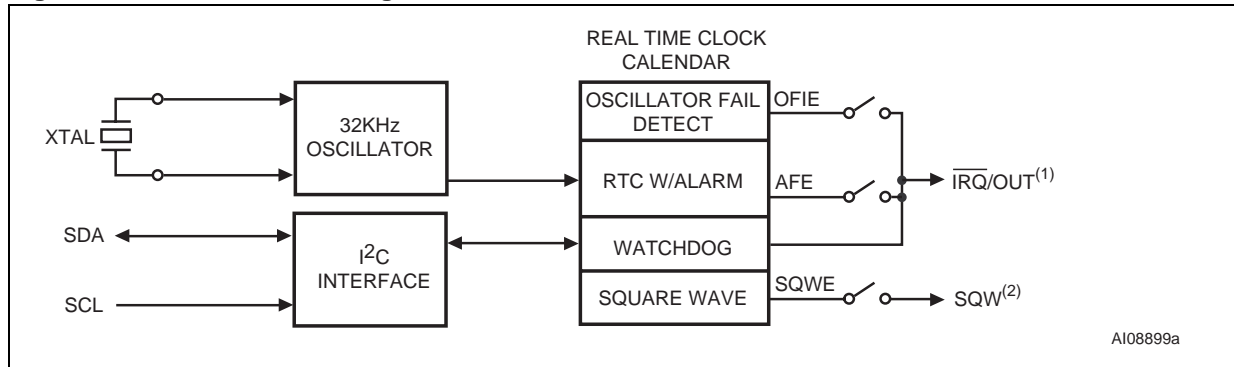 REAL TIME CLOCK
CALENDAR
XTAL
32KHz
OSCILLATOR
OSCILLATOR FAIL
DETECT
OFIE
RTC W/ALARM
AFE
IRQ/OUT(1)
SDA
SCL
I2C
INTERFACE
WATCHDOG
SQUARE WAVE
SQWE
SQW(2)
AI08899a